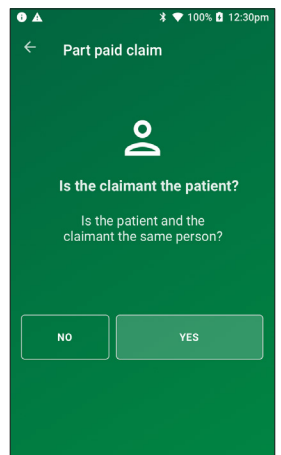 100% 12:30pm
Part paid claim
Is the claimant the patient?
Is the patient and the
claimant the same person?
NO
YES